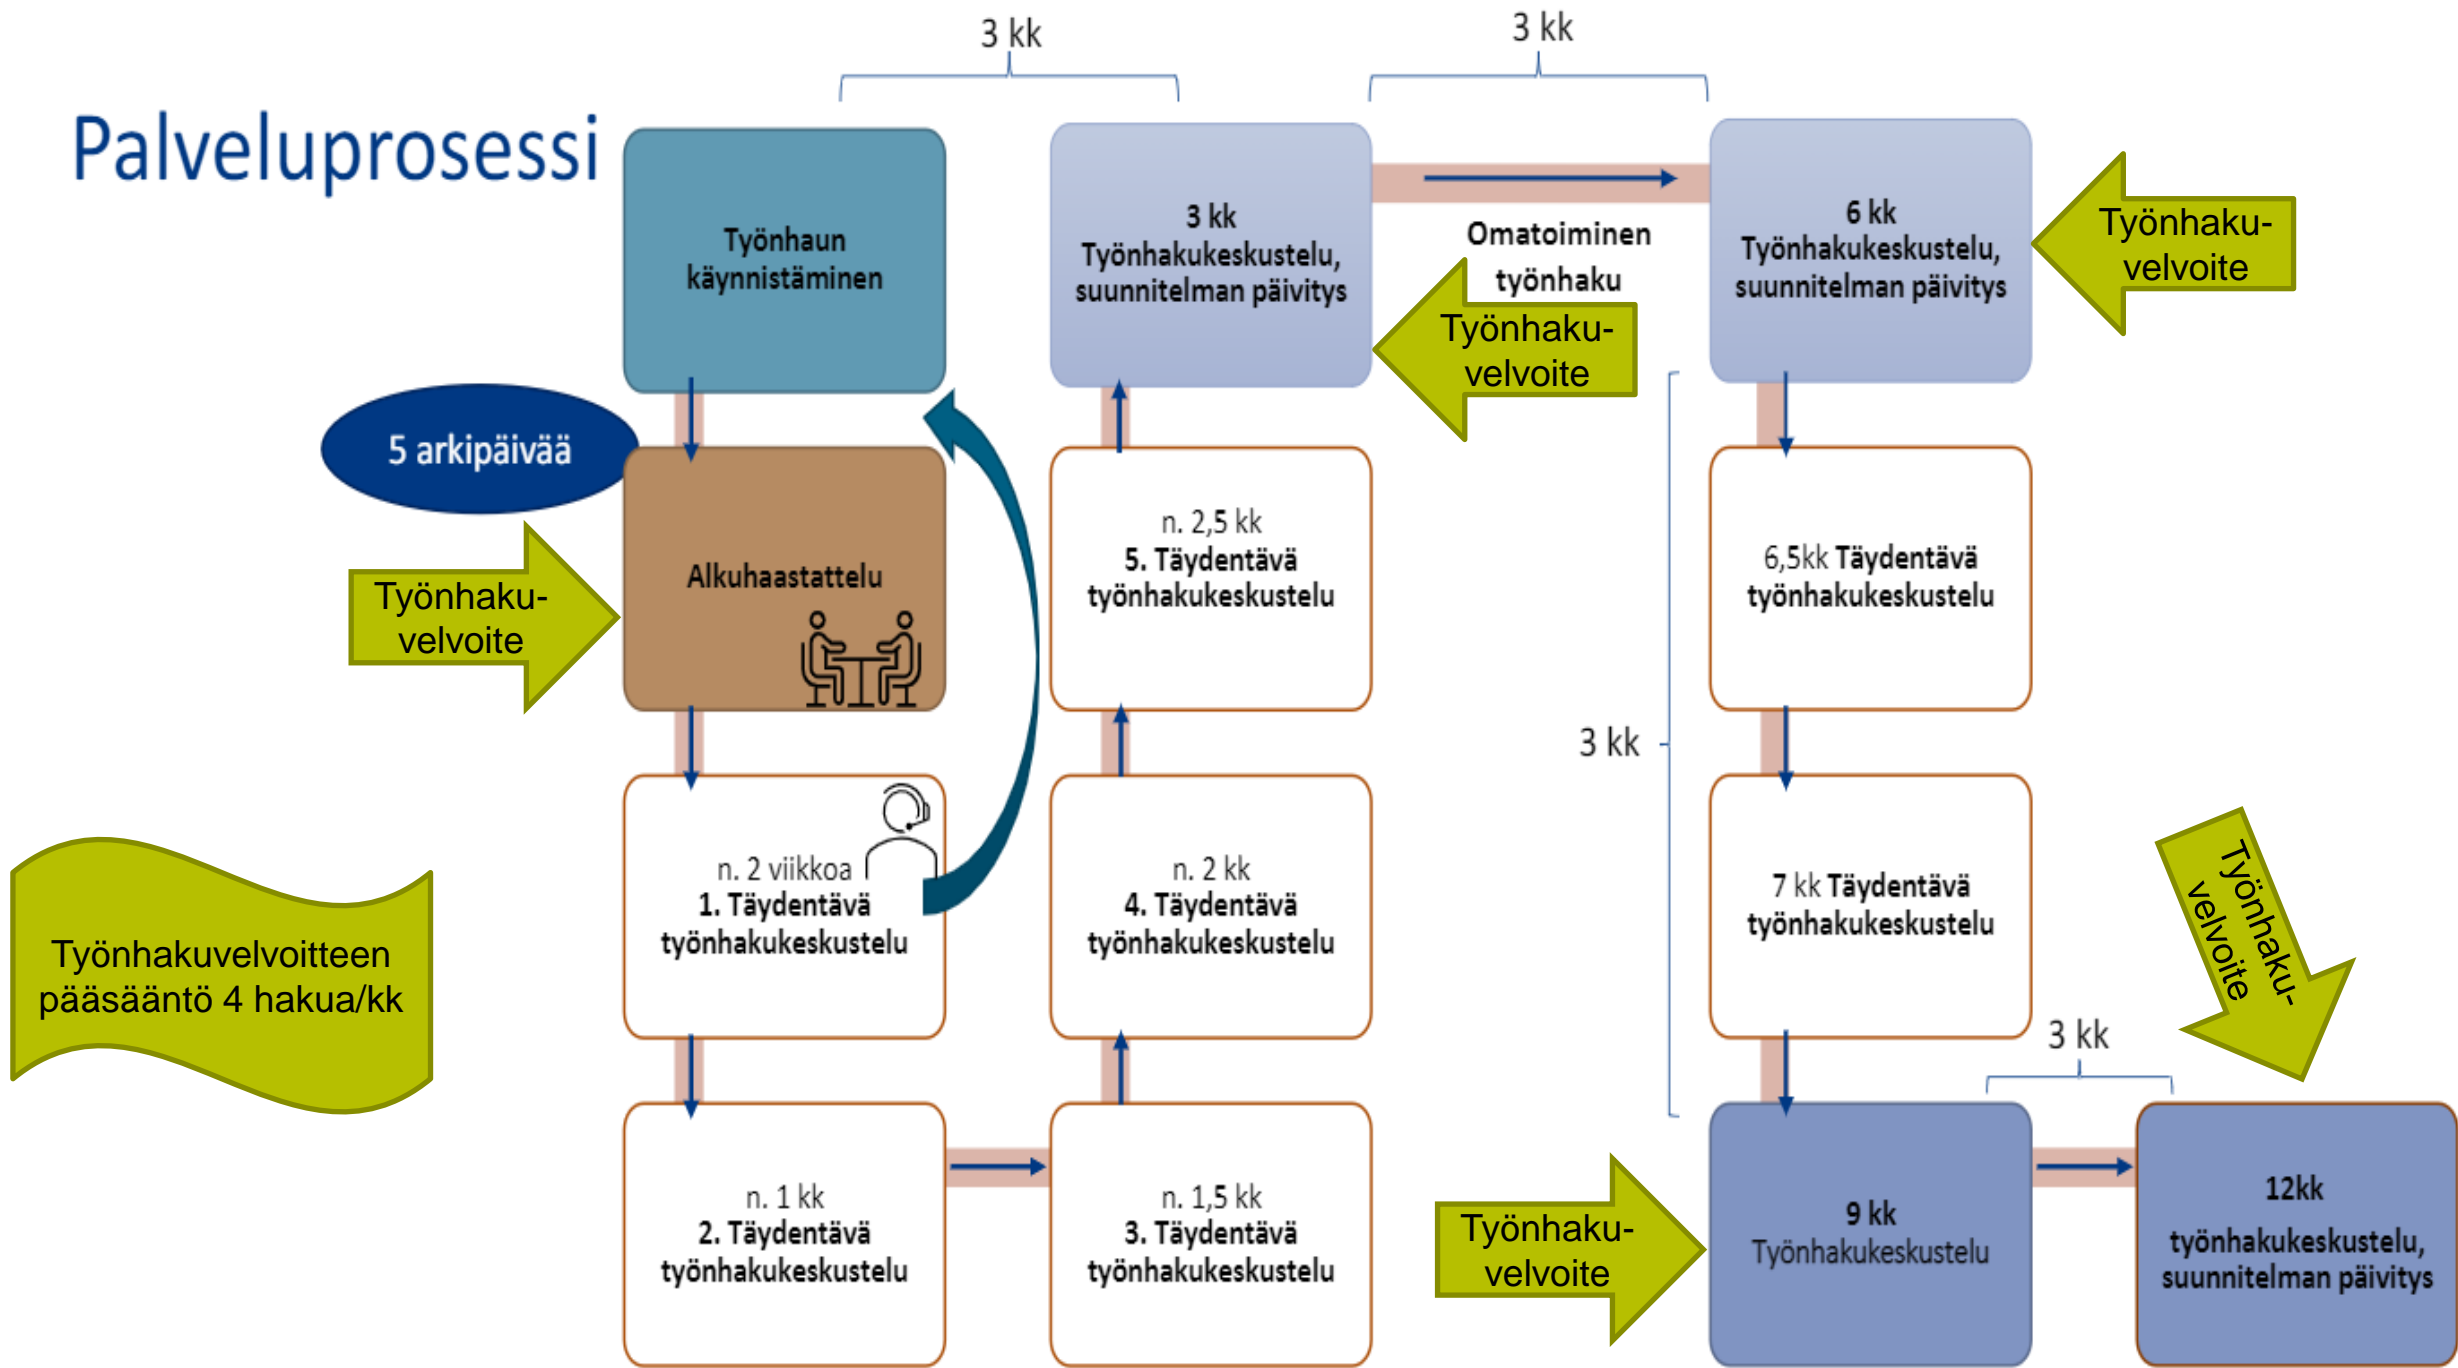 Palveluprosessi
3 kk
3 kk
Työnhaun
käynnistäminen
5 arkipäivää
Alkuhaastattelu
Työnhaku-
velvoite
n. 2 viikkoa
1. Täydentävä
työnhakukeskustelu
Työnhakuvelvoitteen
pääsääntö 4 hakua/kk
n. 1 kk
2. Täydentävä
työnhakukeskustelu
n. 1,5 kk
3. Täydentävä
työnhakukeskustelu
n. 2 kk
4. Täydentävä
työnhakukeskustelu
n. 2,5 kk
5. Täydentävä
työnhakukeskustelu
3 kk
Työnhakukeskustelu,
suunnitelman päivitys
Omatoiminen
työnhaku
Työnhaku-
velvoite
6 kk
Työnhakukeskustelu,
suunnitelman päivitys
Työnhaku-
velvoite
3 kk
6,5kk Täydentävä
työnhakukeskustelu
7 kk Täydentävä
työnhakukeskustelu
Työnhaku-
velvoite
9 kk
Työnhakukeskustelu
3 kk
Työnhaku-
velvoite
12kk
työnhakukeskustelu,
suunnitelman päivitys